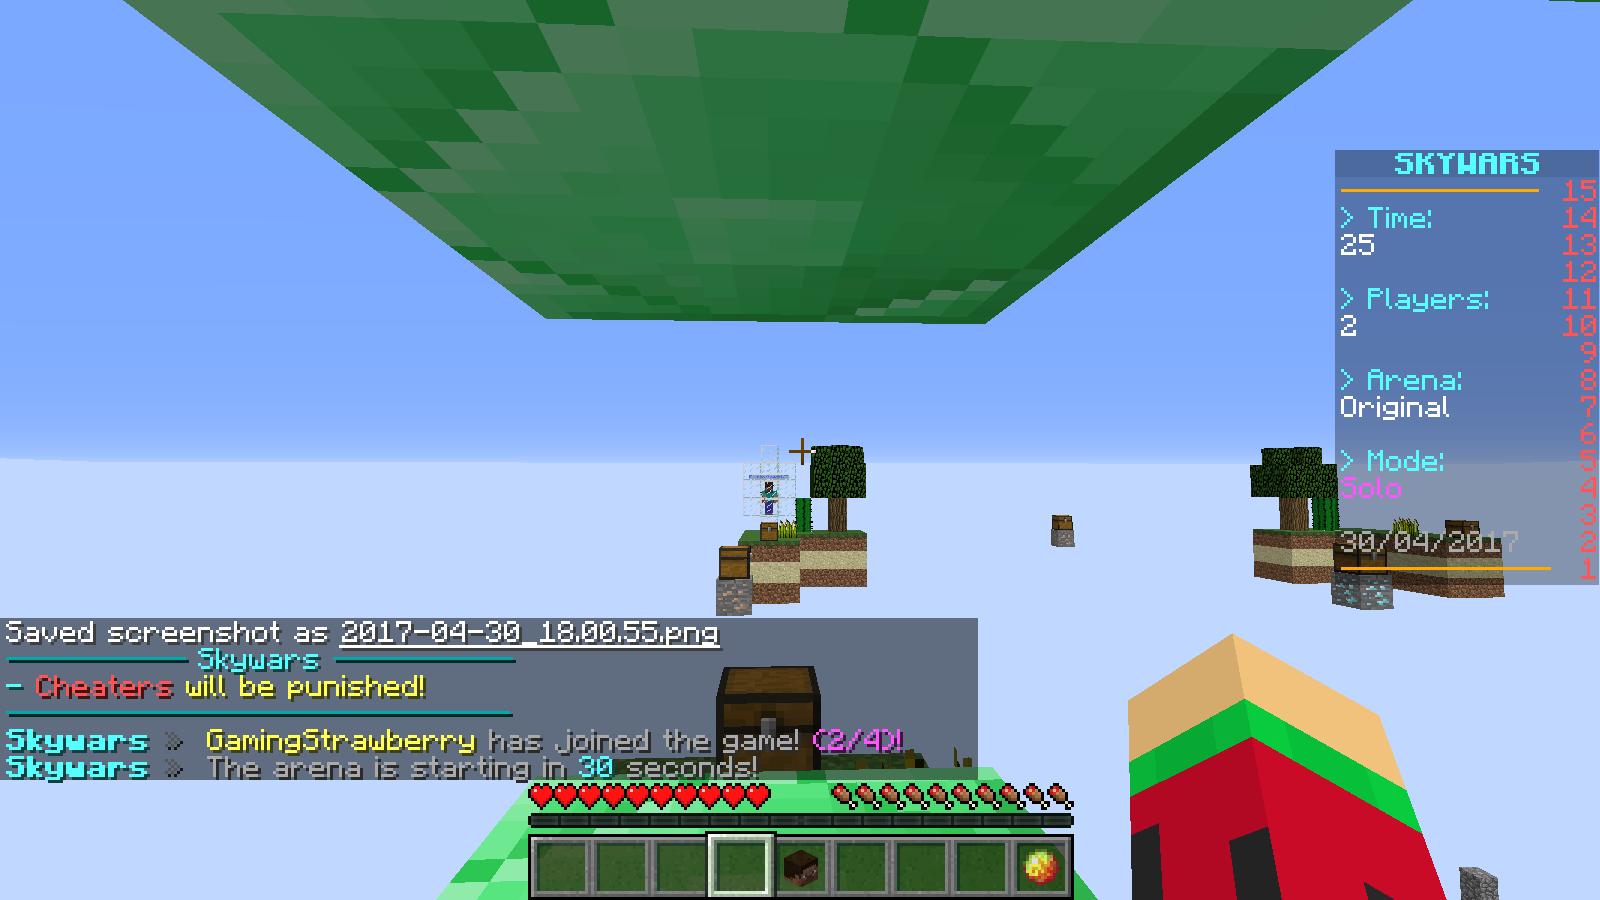 SKYWARS
15
> Time: 14
25 13
12
> Players: 11
2 10
9
> Arena: 8
Original 7
6
> Mode: 5
Solo 4
3
30/04/2017 2
1
Saved screenshot as 2017-04-30_18.00.55.png
Skywars
- Cheaters will be punished!
Skywars » GamingStrawberry has joined the game! (2/4)!
Skywars » The arena is starting in 30 seconds!